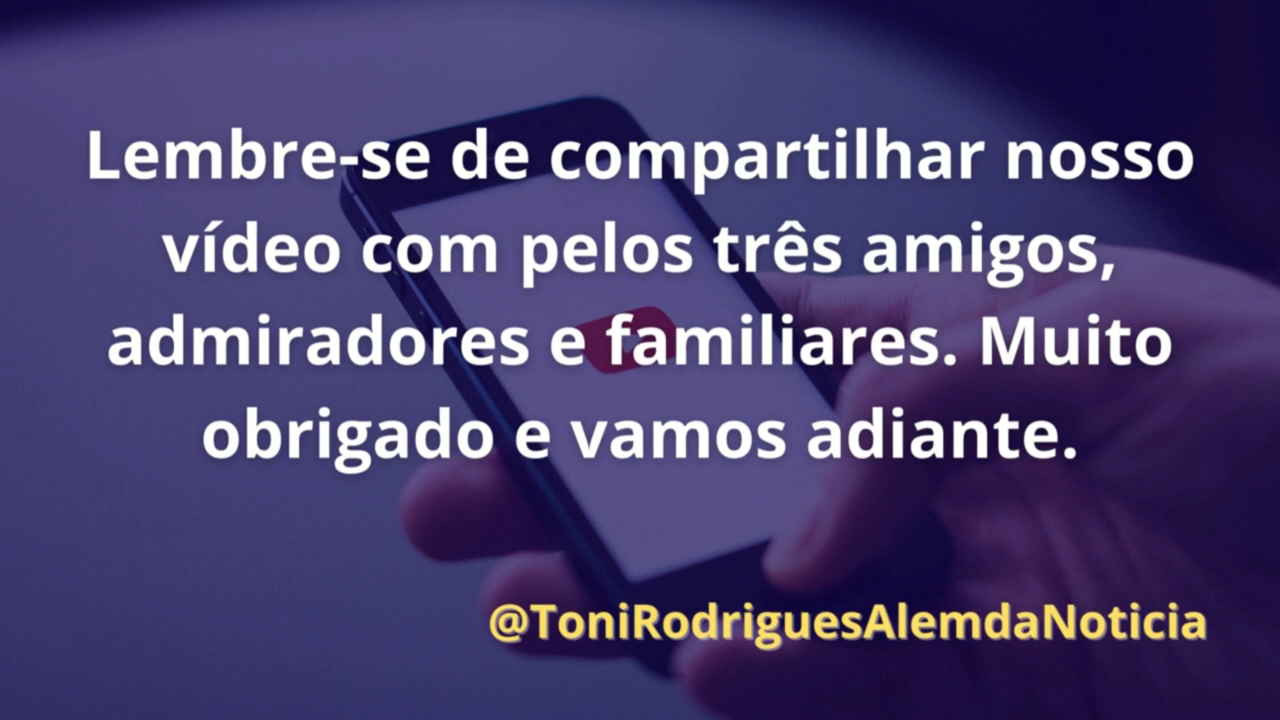 Lembre-se de compartilhar nosso
vídeo com pelos três amigos,
admiradores e familiares. Muito
obrigado e vamos adiante.
@ToniRodriguesAlemdaNoticia